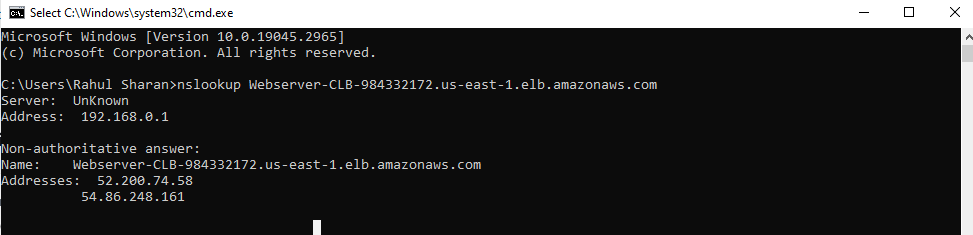 Select C:\Windows\system32\cmd.exe
Microsoft Windows [Version 10.0.19045.2965]
(c) Microsoft Corporation. All rights reserved.
C:\Users\Rahul Sharan>nslookup Webserver-CLB-984332172.us-east-1.elb.amazonaws.com
Server:  UnKnown
Address:  192.168.0.1
Non-authoritative answer:
Name:    Webserver-CLB-984332172.us-east-1.elb.amazonaws.com
Addresses:  52.200.74.58
          54.86.248.161